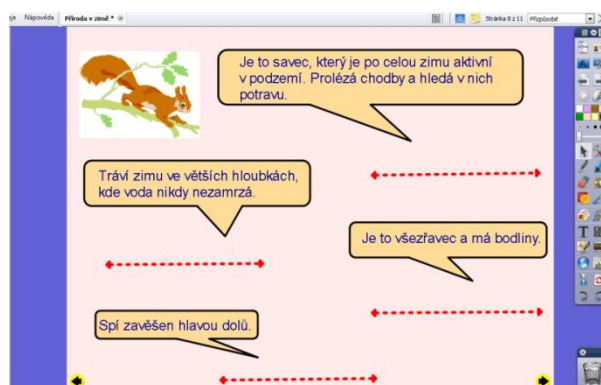 Nápověda
Příroda v zimě *
Stránka 8 z 11
Přizpůsobit
Je to savec, který je po celou zimu aktivní
v podzemí. Prolézá chodby a hledá v nich
potravu.
Tráví zimu ve větších hloubkách,
kde voda nikdy nezamrzá.
Je to všežravec a má bodliny.
Spí zavěšen hlavou dolů.